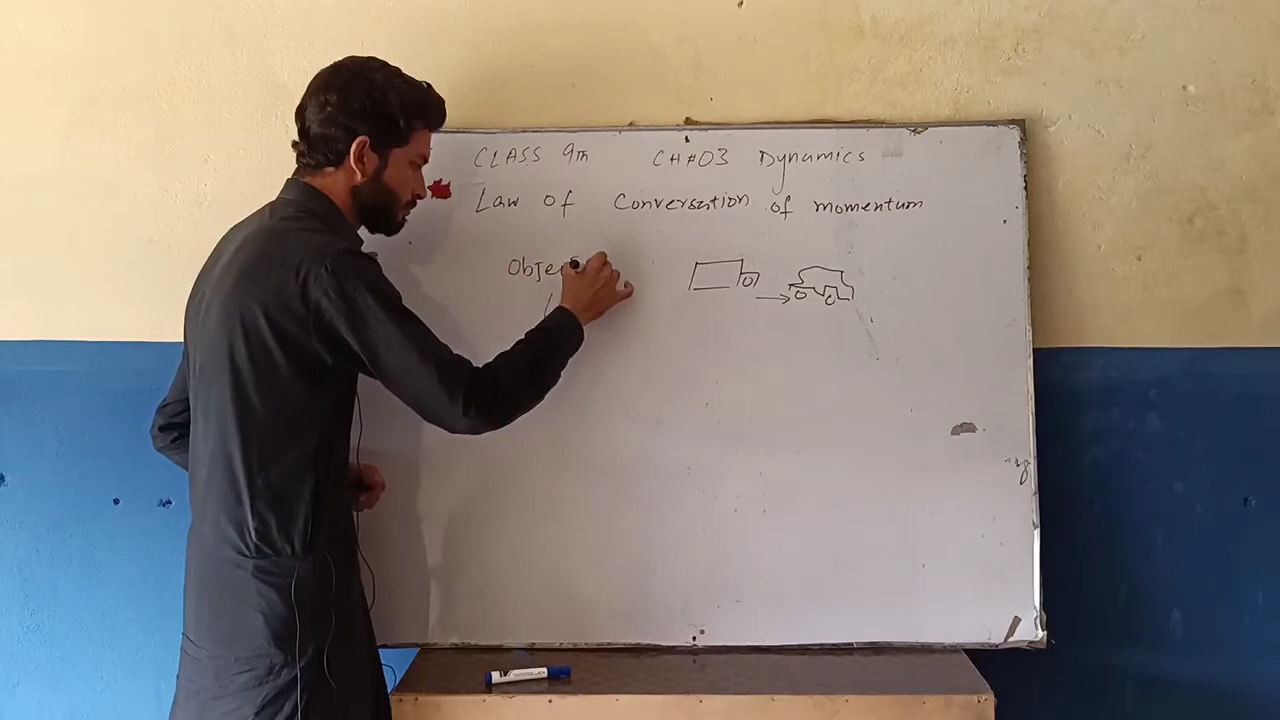 CLASS 9Th CH#03 Dynamics
Law of Conversation of momentum
Obje